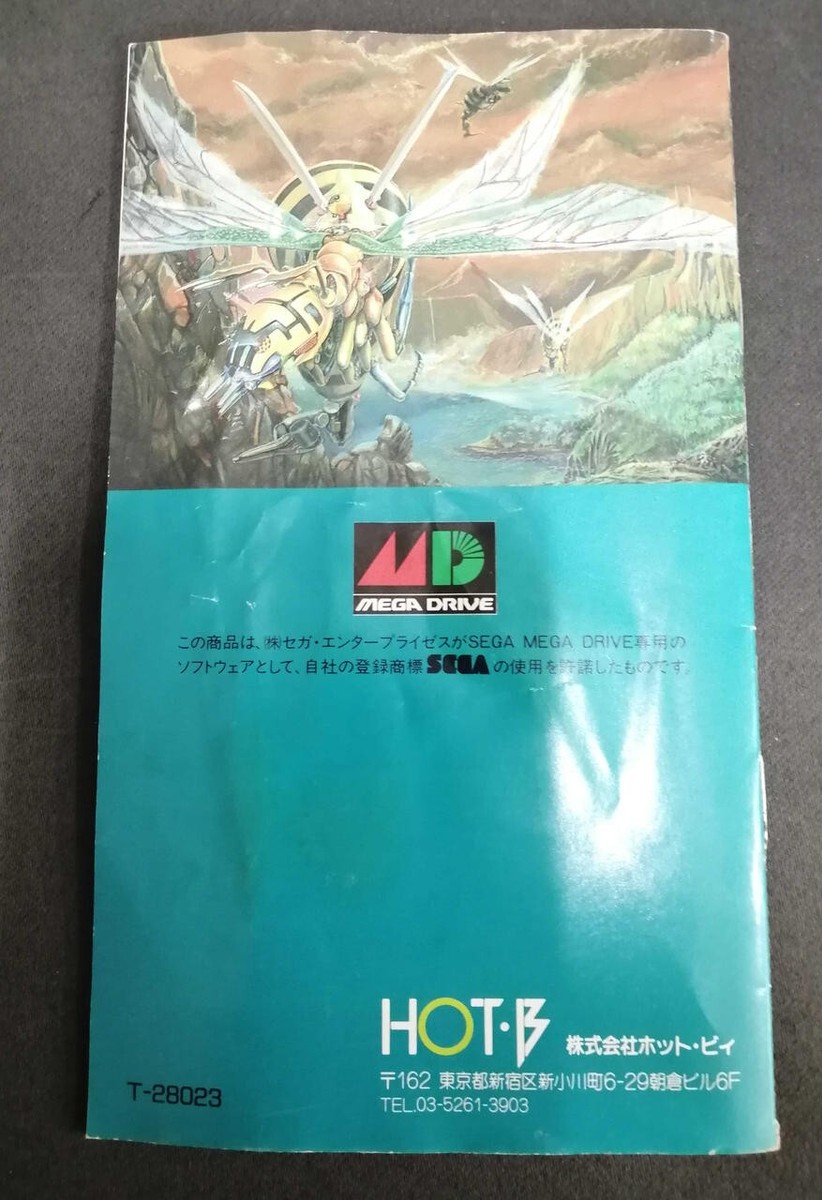 MD
MEGA DRIVE
この商品は、㈱セガ・エンタープライゼスがSEGA MEGA DRIVE専用の
ソフトウェアとして、自社の登録商標SEGAの使用を許諾したものです。
HOT・B 株式会社ホット・ビィ
〒162 東京都新宿区新小川町6-29朝倉ビル6F
TEL.03-5261-3903
T-28023